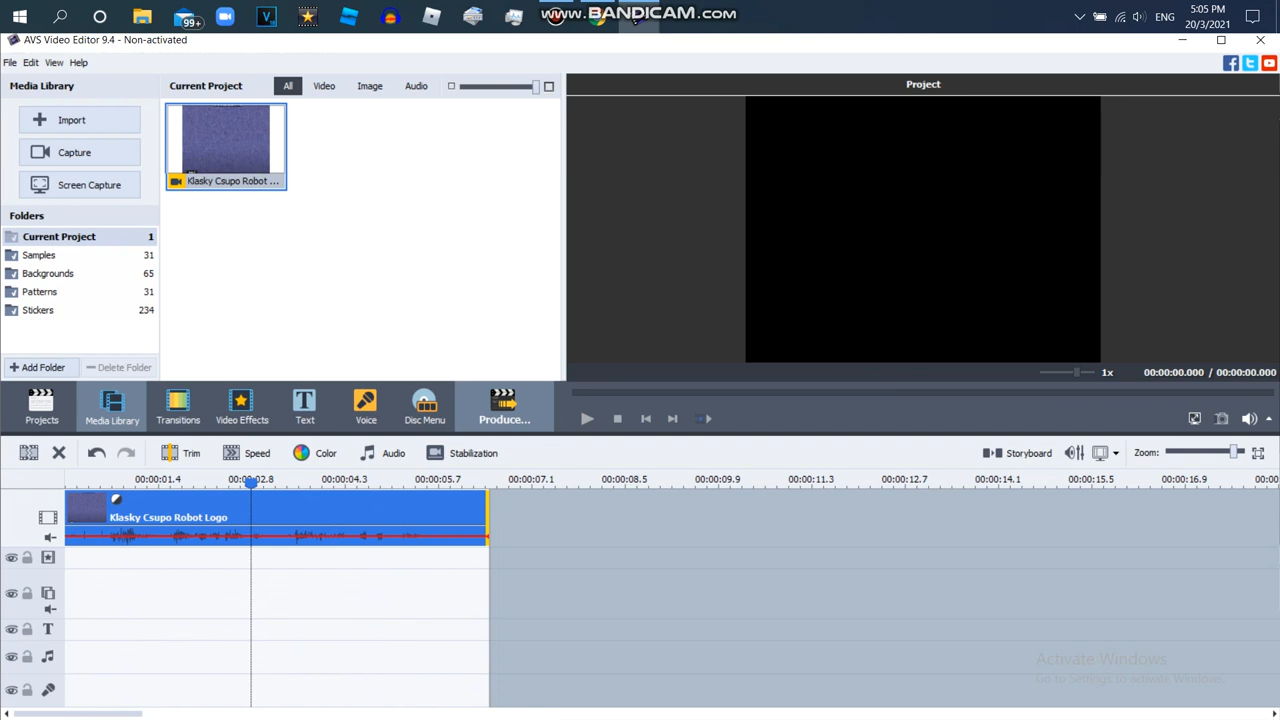 99+
WWW.BANDICAM.COM
ENG
5:05 PM
20/3/2021
AVS Video Editor 9.4 - Non-activated
File Edit View Help
Media Library
Current Project
All
Video
Image
Audio
Project
Import
Capture
Screen Capture
Klasky Csupo Robot ...
Folders
Current Project 1
Samples 31
Backgrounds 65
Patterns 31
Stickers 234
Add Folder
Delete Folder
1x
00:00:00.000 / 00:00:00.000
Projects
Media Library
Transitions
Video Effects
Text
Voice
Disc Menu
Produce...
Trim
Speed
Color
Audio
Stabilization
Storyboard
Zoom:
00:00:01.4 00:00:02.8 00:00:04.3 00:00:05.7 00:00:07.1 00:00:08.5 00:00:09.9 00:00:11.3 00:00:12.7 00:00:14.1 00:00:15.5 00:00:16.9 00:00
Klasky Csupo Robot Logo
T
Activate Windows
Go to Settings to activate Windows.